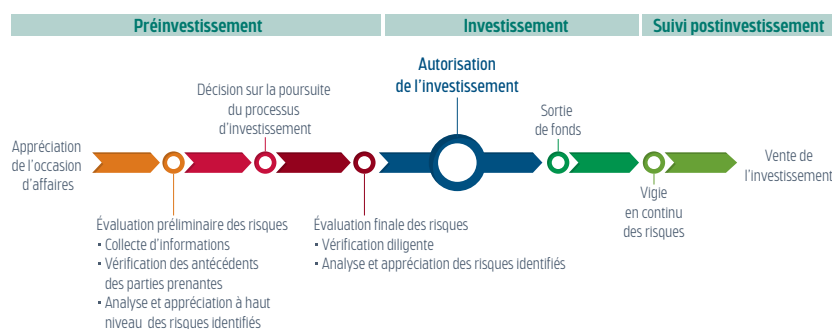 Préinvestissement
Investissement
Suivi postinvestissement
Appréciation
de l'occasion
d'affaires
Évaluation préliminaire des risques
▪ Collecte d'informations
▪ Vérification des antécédents
des parties prenantes
▪ Analyse et appréciation à haut
niveau des risques identifiés
Décision sur la poursuite
du processus
d'investissement
Évaluation finale des risques
▪ Vérification diligente
▪ Analyse et appréciation des risques identifiés
Autorisation
de l'investissement
Sortie
de fonds
Vigie
en continu
des risques
Vente de
l'investissement